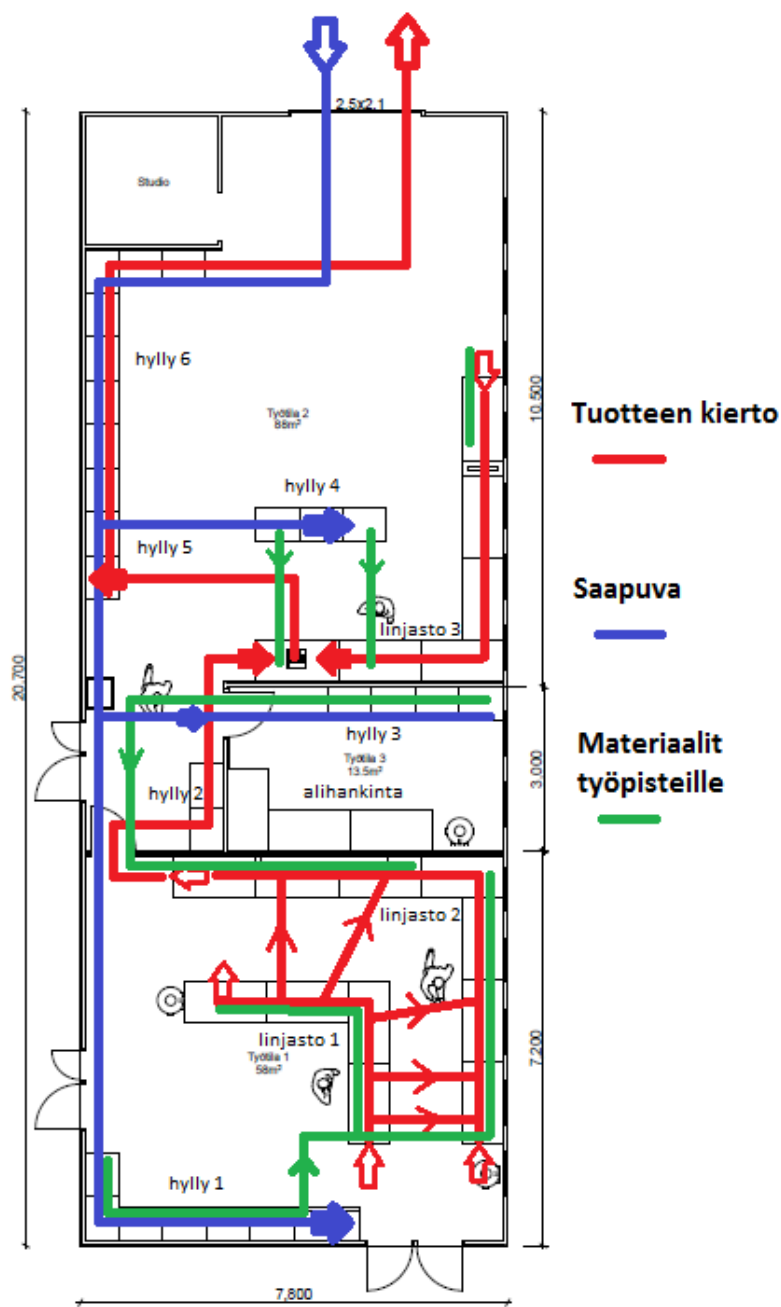 2.5x2.1
Studio
hylly 6
10,500
Tuotteen kierto
Työtila 2
88m²
hylly 4
hylly 5
Saapuva
linjasto 3
20,700
hylly 3
Työtila 3
13.5m²
3,000
Materiaalit
työpisteille
hylly 2
alihankinta
linjasto 2
linjasto 1
Työtila 1
58m²
7,200
hylly 1
7,800